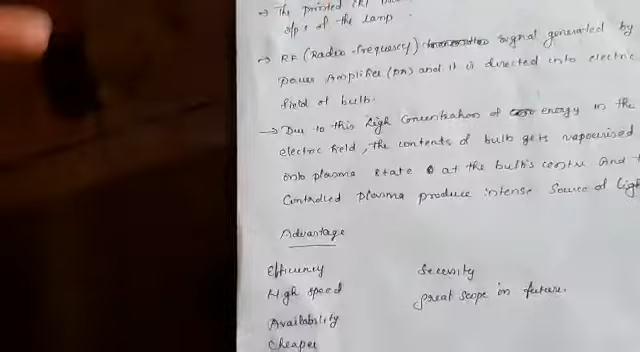 → The printed
o/p's of the lamp.
→ RF (Radio-frequency) signal generated by
Power Amplifier (PA) and it is directed into electric
field of bulb.
→ Due to this high concentration of energy in the
electric field, the contents of bulb gets vapourised
into plasma state at the bulb's centre and
Controlled plasma produce intense source of
Advantage
Efficiency
High speed
Availability
Cheaper
Security
great scope in future.